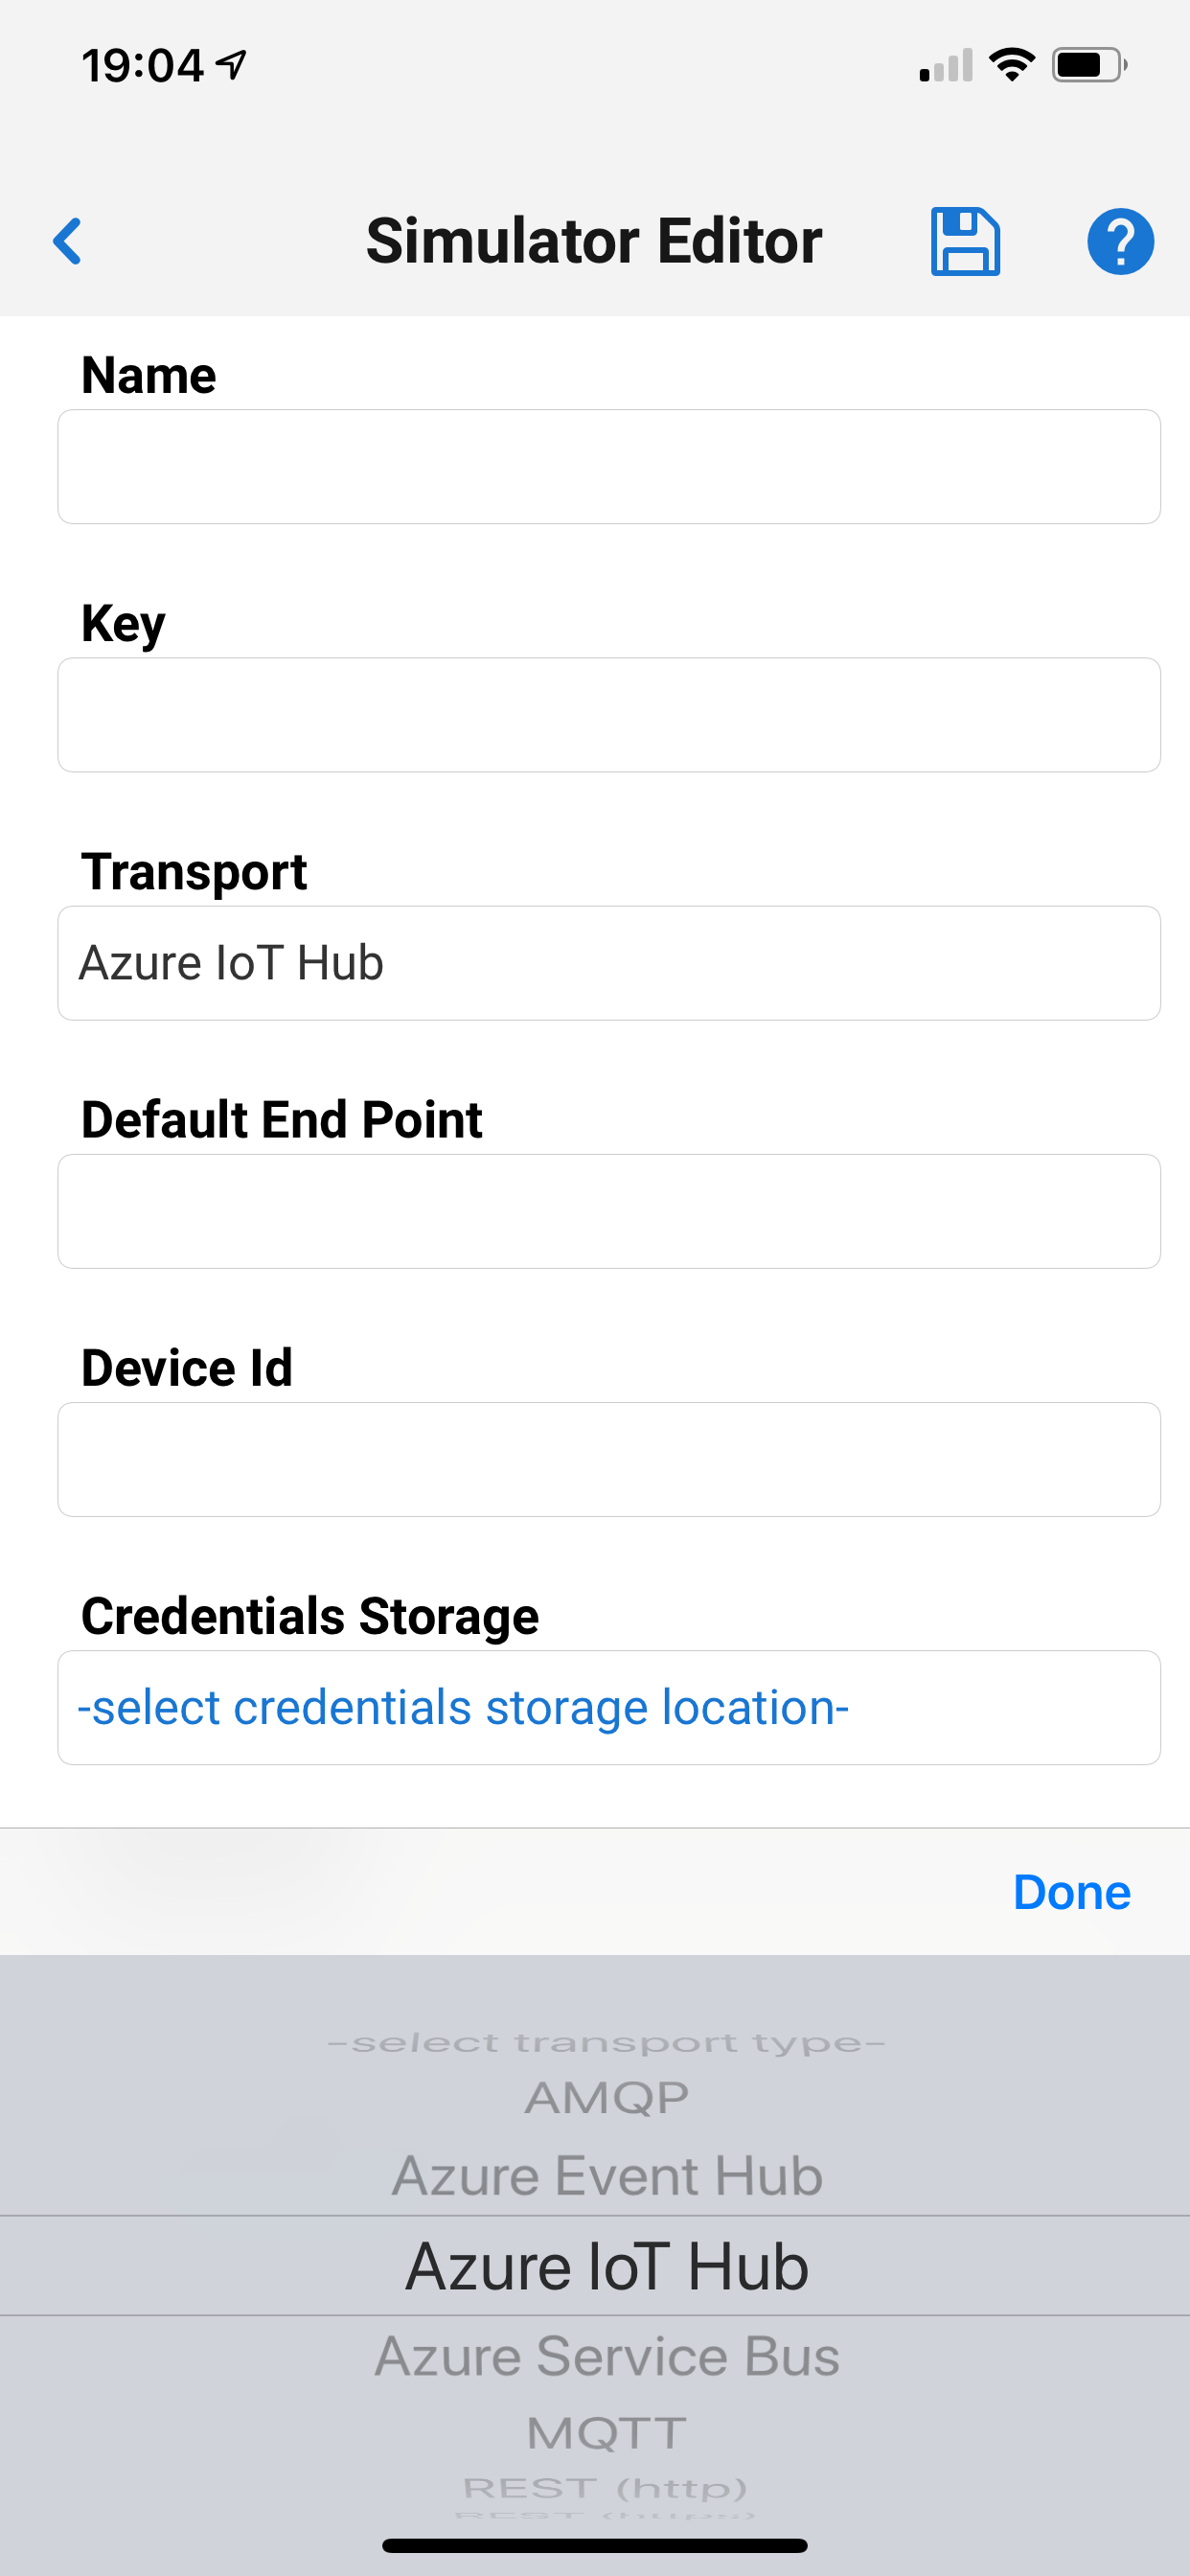 19:04
Simulator Editor
Name
Key
Transport
Azure IoT Hub
Default End Point
Device Id
Credentials Storage
-select credentials storage location-
Done
-select transport type-
AMQP
Azure Event Hub
Azure IoT Hub
Azure Service Bus
MQTT
REST (http)
REST (https)